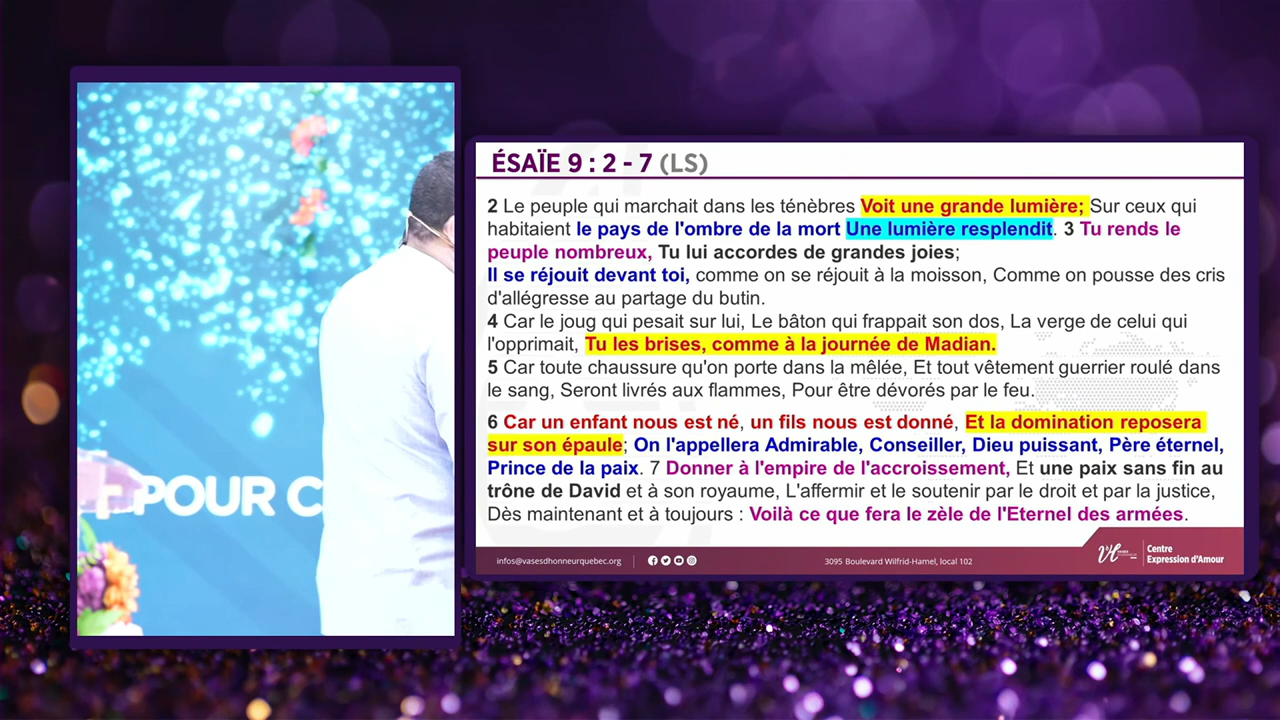 POUR C
ÉSAÏE 9 : 2 - 7 (LS)
2 Le peuple qui marchait dans les ténèbres Voit une grande lumière; Sur ceux qui
habitaient le pays de l'ombre de la mort Une lumière resplendit. 3 Tu rends le
peuple nombreux, Tu lui accordes de grandes joies;
Il se réjouit devant toi, comme on se réjouit à la moisson, Comme on pousse des cris
d'allégresse au partage du butin.
4 Car le joug qui pesait sur lui, Le bâton qui frappait son dos, La verge de celui qui
l'opprimait, Tu les brises, comme à la journée de Madian.
5 Car toute chaussure qu'on porte dans la mêlée, Et tout vêtement guerrier roulé dans
le sang, Seront livrés aux flammes, Pour être dévorés par le feu.
6 Car un enfant nous est né, un fils nous est donné, Et la domination reposera
sur son épaule; On l'appellera Admirable, Conseiller, Dieu puissant, Père éternel,
Prince de la paix. 7 Donner à l'empire de l'accroissement, Et une paix sans fin au
trône de David et à son royaume, L'affermir et le soutenir par le droit et par la justice,
Dès maintenant et à toujours : Voilà ce que fera le zèle de l'Eternel des armées.
infos@vasesdhonneurquebec.org
3095 Boulevard Wilfrid-Hamel, local 102
Centre
Expression d'Amour